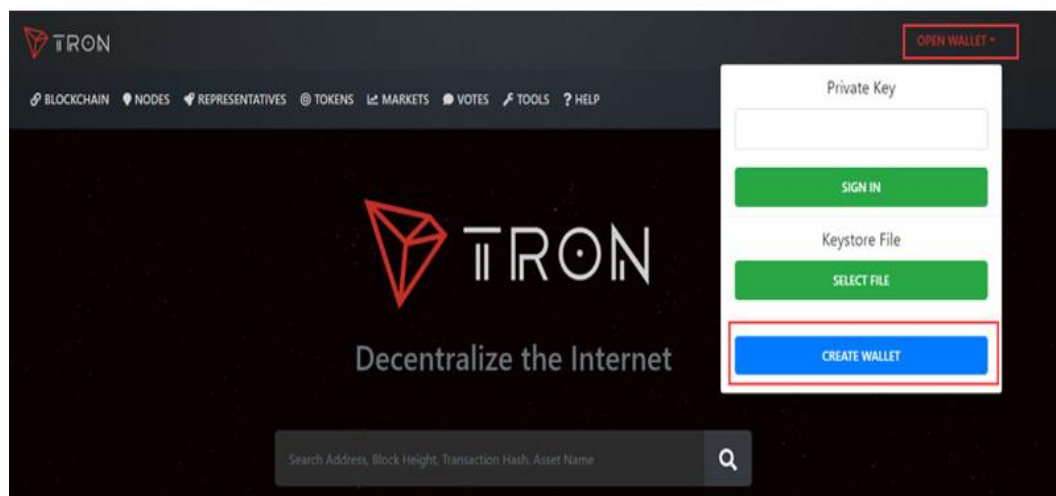 TRON
OPEN WALLET
BLOCKCHAIN NODES REPRESENTATIVES TOKENS MARKETS VOTES TOOLS ? HELP
Private Key
SIGN IN
Keystore File
SELECT FILE
CREATE WALLET
TRON
Decentralize the Internet
Search Address, Block Height, Transaction Hash, Asset Name